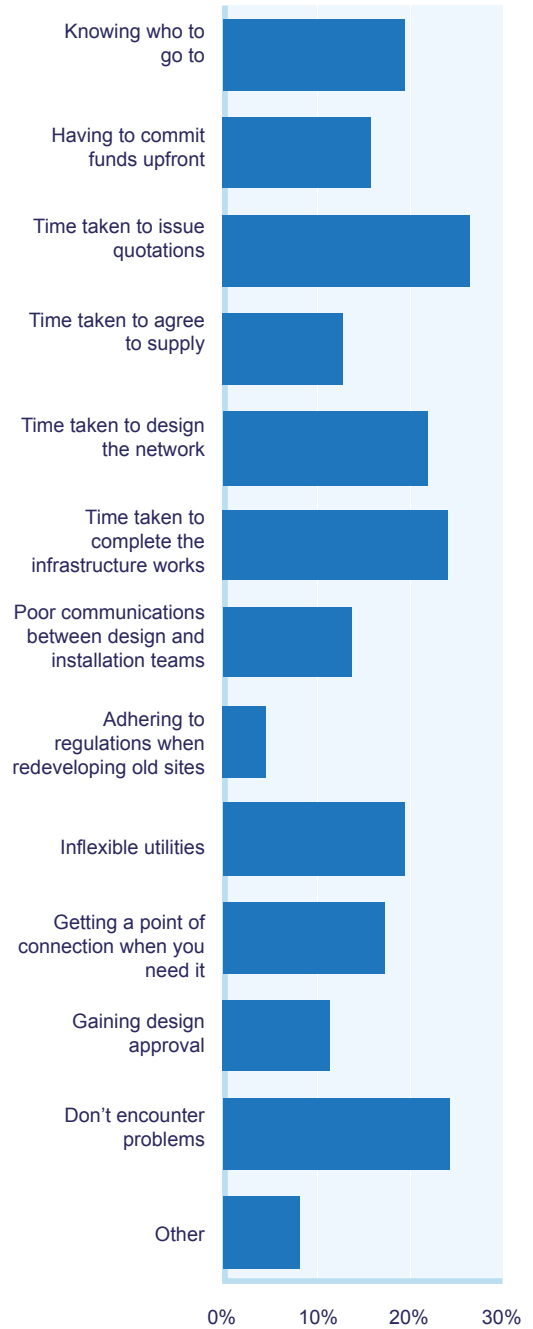 Knowing who to
go to
Having to commit
funds upfront
Time taken to issue
quotations
Time taken to agree
to supply
Time taken to design
the network
Time taken to
complete the
infrastructure works
Poor communications
between design and
installation teams
Adhering to
regulations when
redeveloping old sites
Inflexible utilities
Getting a point of
connection when you
need it
Gaining design
approval
Don’t encounter
problems
Other
0% 10% 20% 30%